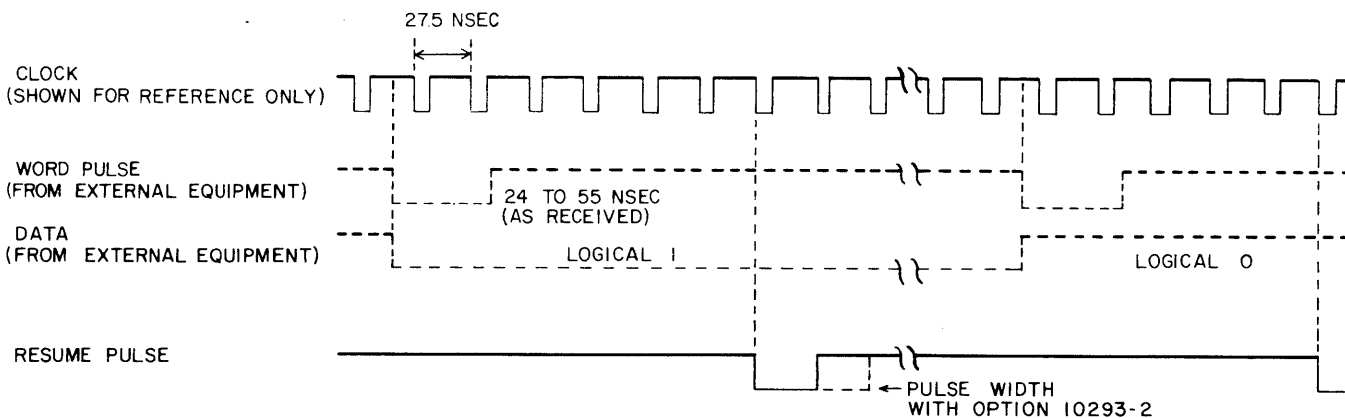 27.5 NSEC
CLOCK
(SHOWN FOR REFERENCE ONLY)
WORD PULSE
(FROM EXTERNAL EQUIPMENT)
24 TO 55 NSEC
(AS RECEIVED)
DATA
(FROM EXTERNAL EQUIPMENT)
LOGICAL 1
LOGICAL 0
RESUME PULSE
PULSE WIDTH
WITH OPTION 10293-2